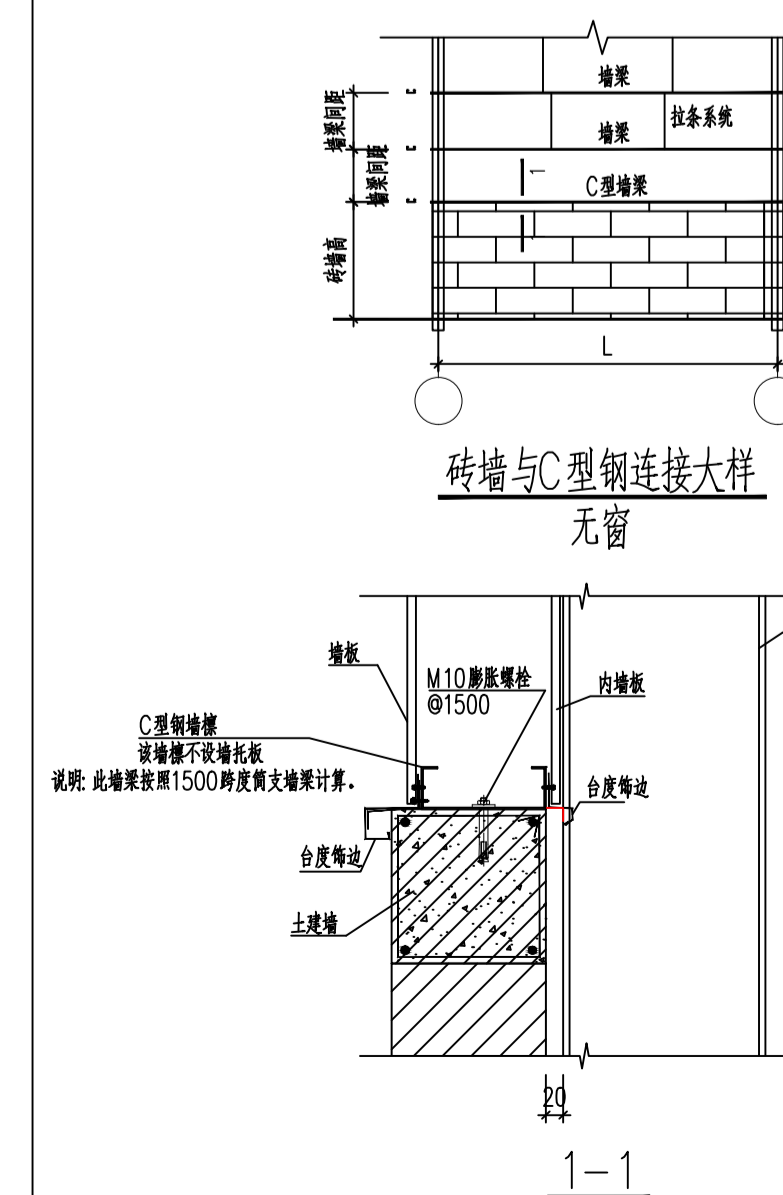 墙梁
墙梁间距
拉条系统
墙梁
墙梁间距
1
C型墙梁
1
砖墙高
L
砖墙与C型钢连接大样
无窗
墙板
M10膨胀螺栓
@1500
内墙板
C型钢墙檩
该墙檩不设墙托板
说明: 此墙梁按照1500跨度简支墙梁计算。
台度饰边
台度饰边
土建墙
20
1-1